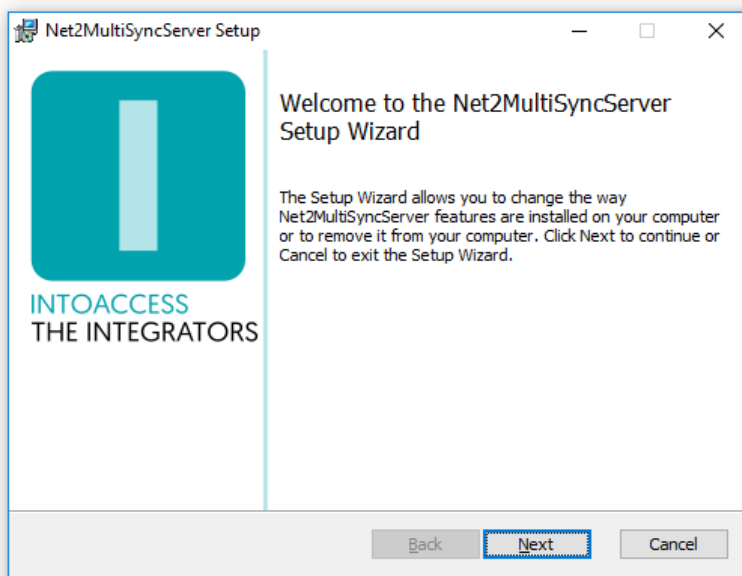 Net2MultiSyncServer Setup
Welcome to the Net2MultiSyncServer
Setup Wizard
The Setup Wizard allows you to change the way
Net2MultiSyncServer features are installed on your computer
or to remove it from your computer. Click Next to continue or
Cancel to exit the Setup Wizard.
INTOACCESS
THE INTEGRATORS
Back
Next
Cancel